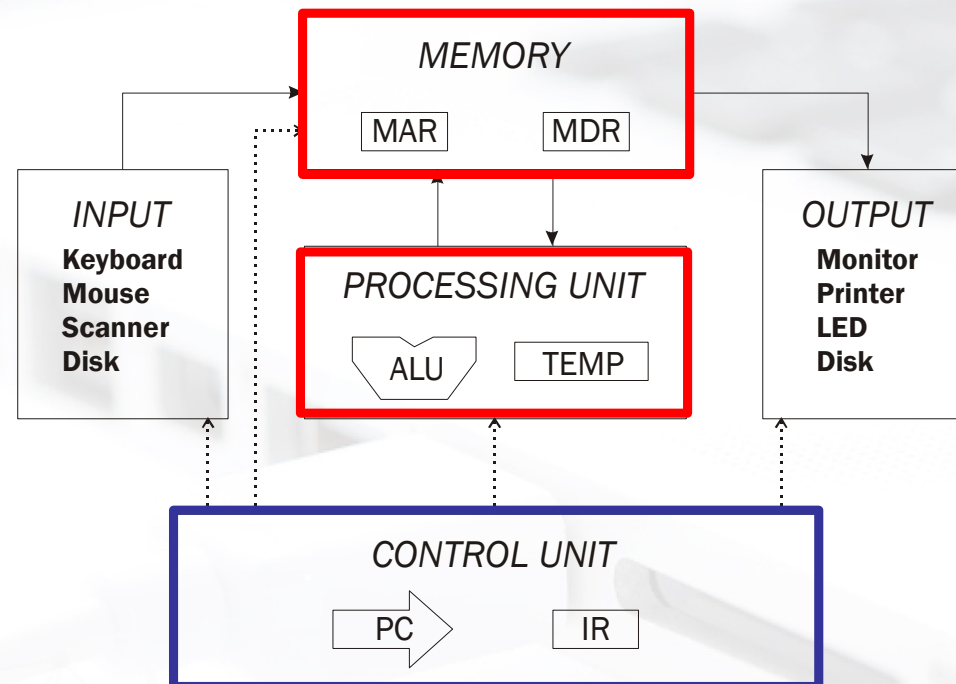 MEMORY
MAR
MDR
INPUT
Keyboard
Mouse
Scanner
Disk
PROCESSING UNIT
ALU
TEMP
OUTPUT
Monitor
Printer
LED
Disk
CONTROL UNIT
PC
IR